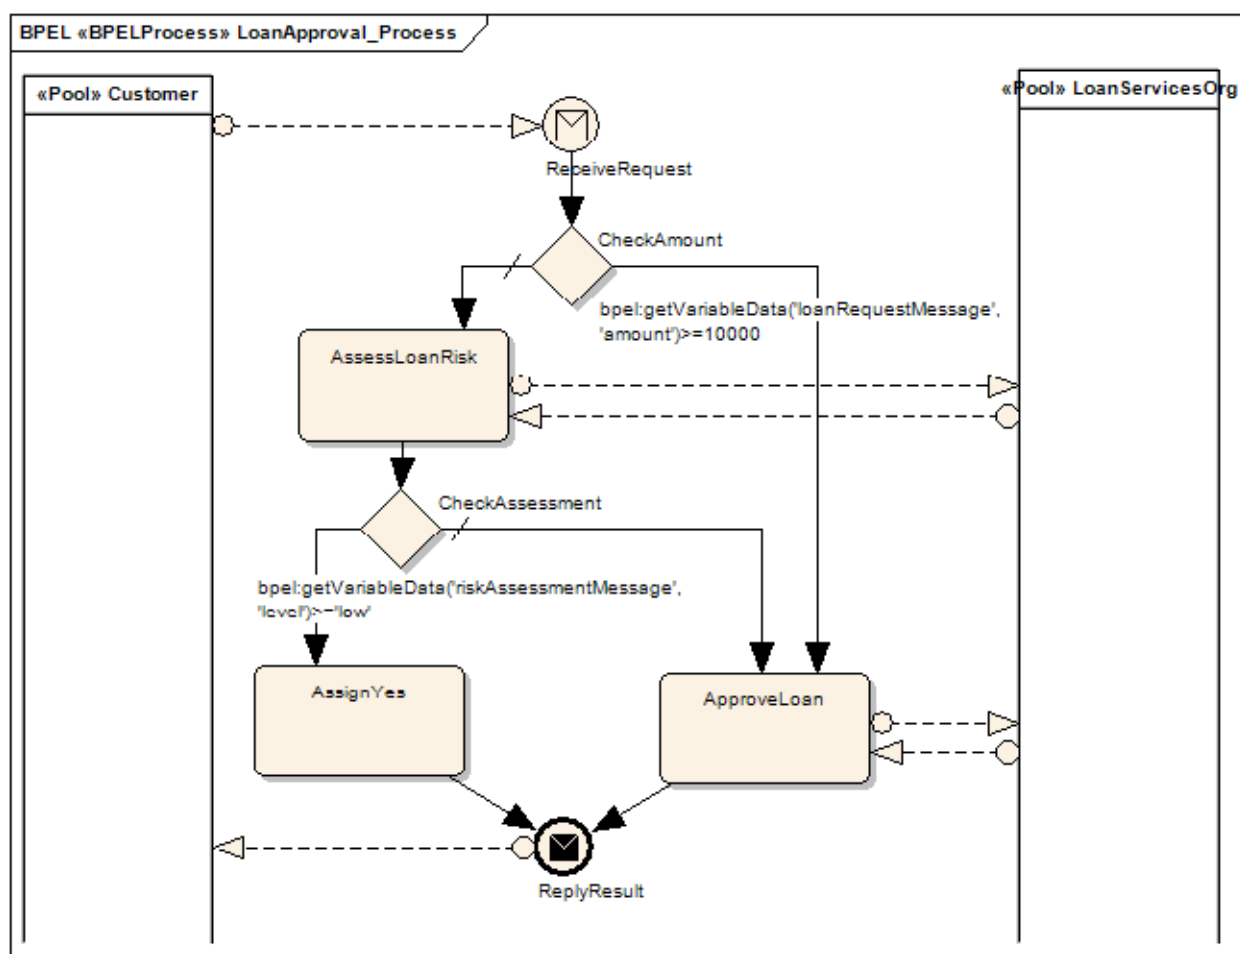 BPEL «BPELProcess» LoanApproval_Process
«Pool» Customer
«Pool» LoanServicesOrg
ReceiveRequest
CheckAmount
bpel:getVariableData('loanRequestMessage',
'amount')>=10000
AssessLoanRisk
CheckAssessment
bpel:getVariableData('riskAssessmentMessage',
'level')>='low'
AssignYes
ApproveLoan
ReplyResult